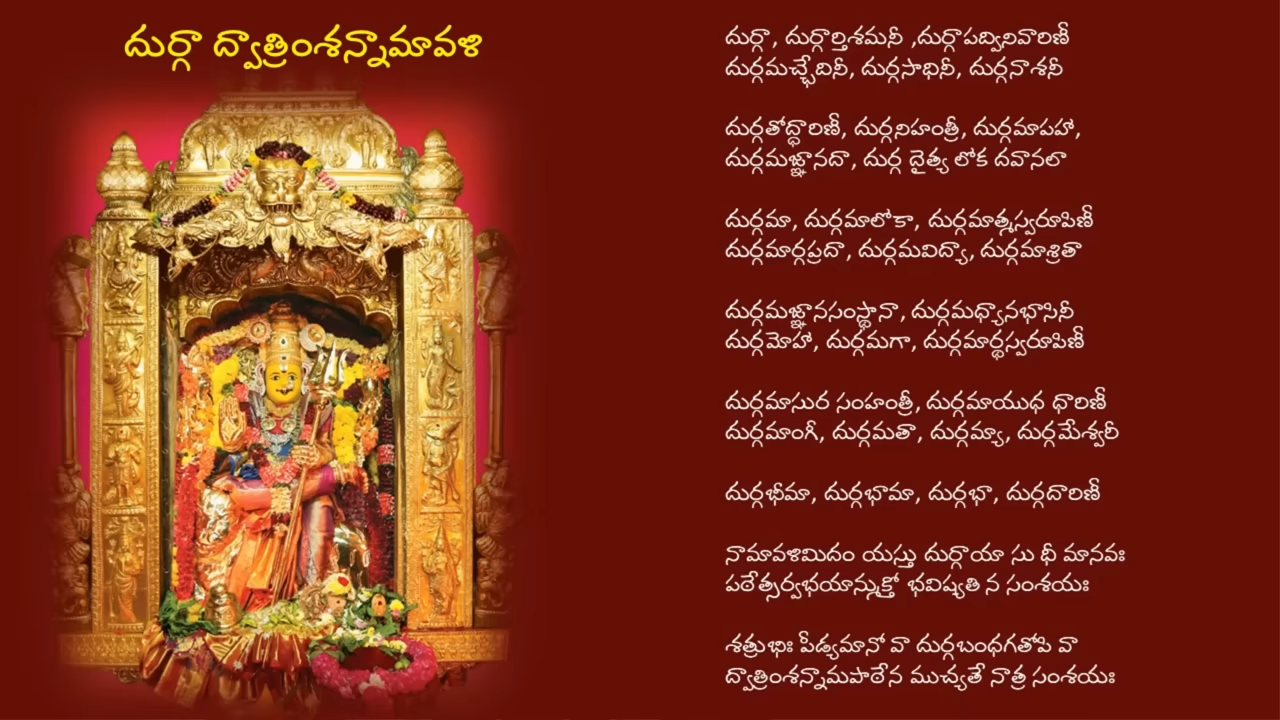 దుర్గా ద్వాత్రింశన్నామావళి
దుర్గా, దుర్గార్తిశమనీ ,దుర్గాపద్వినివారిణీ
దుర్గమచ్ఛేదినీ, దుర్గసాధినీ, దుర్గనాశనీ
దుర్గతోద్ధారిణీ, దుర్గనిహంత్రీ, దుర్గమాపహా,
దుర్గమజ్ఞానదా, దుర్గ దైత్య లోక దవానలా
దుర్గమా, దుర్గమాలోకా, దుర్గమాత్మస్వరూపిణీ
దుర్గమార్గప్రదా, దుర్గమవిద్యా, దుర్గమాశ్రితా
దుర్గమజ్ఞానసంస్థానా, దుర్గమధ్యానభాసినీ
దుర్గమోహా, దుర్గమగా, దుర్గమార్థస్వరూపిణీ
దుర్గమాసుర సంహంత్రీ, దుర్గమాయుధ ధారిణీ
దుర్గమాంగీ, దుర్గమతా, దుర్గమ్యా, దుర్గమేశ్వరీ
దుర్గభీమా, దుర్గభామా, దుర్గభా, దుర్గదారిణీ
నామావళిమిదం యస్తు దుర్గాయా సు ధీ మానవః
పఠేత్సర్వభయాన్ముక్తో భవిష్యతి న సంశయః
శత్రుభిః పీడ్యమానో వా దుర్గబంధగతోపి వా
ద్వాత్రింశన్నామపాఠేన ముచ్యతే నాత్ర సంశయః